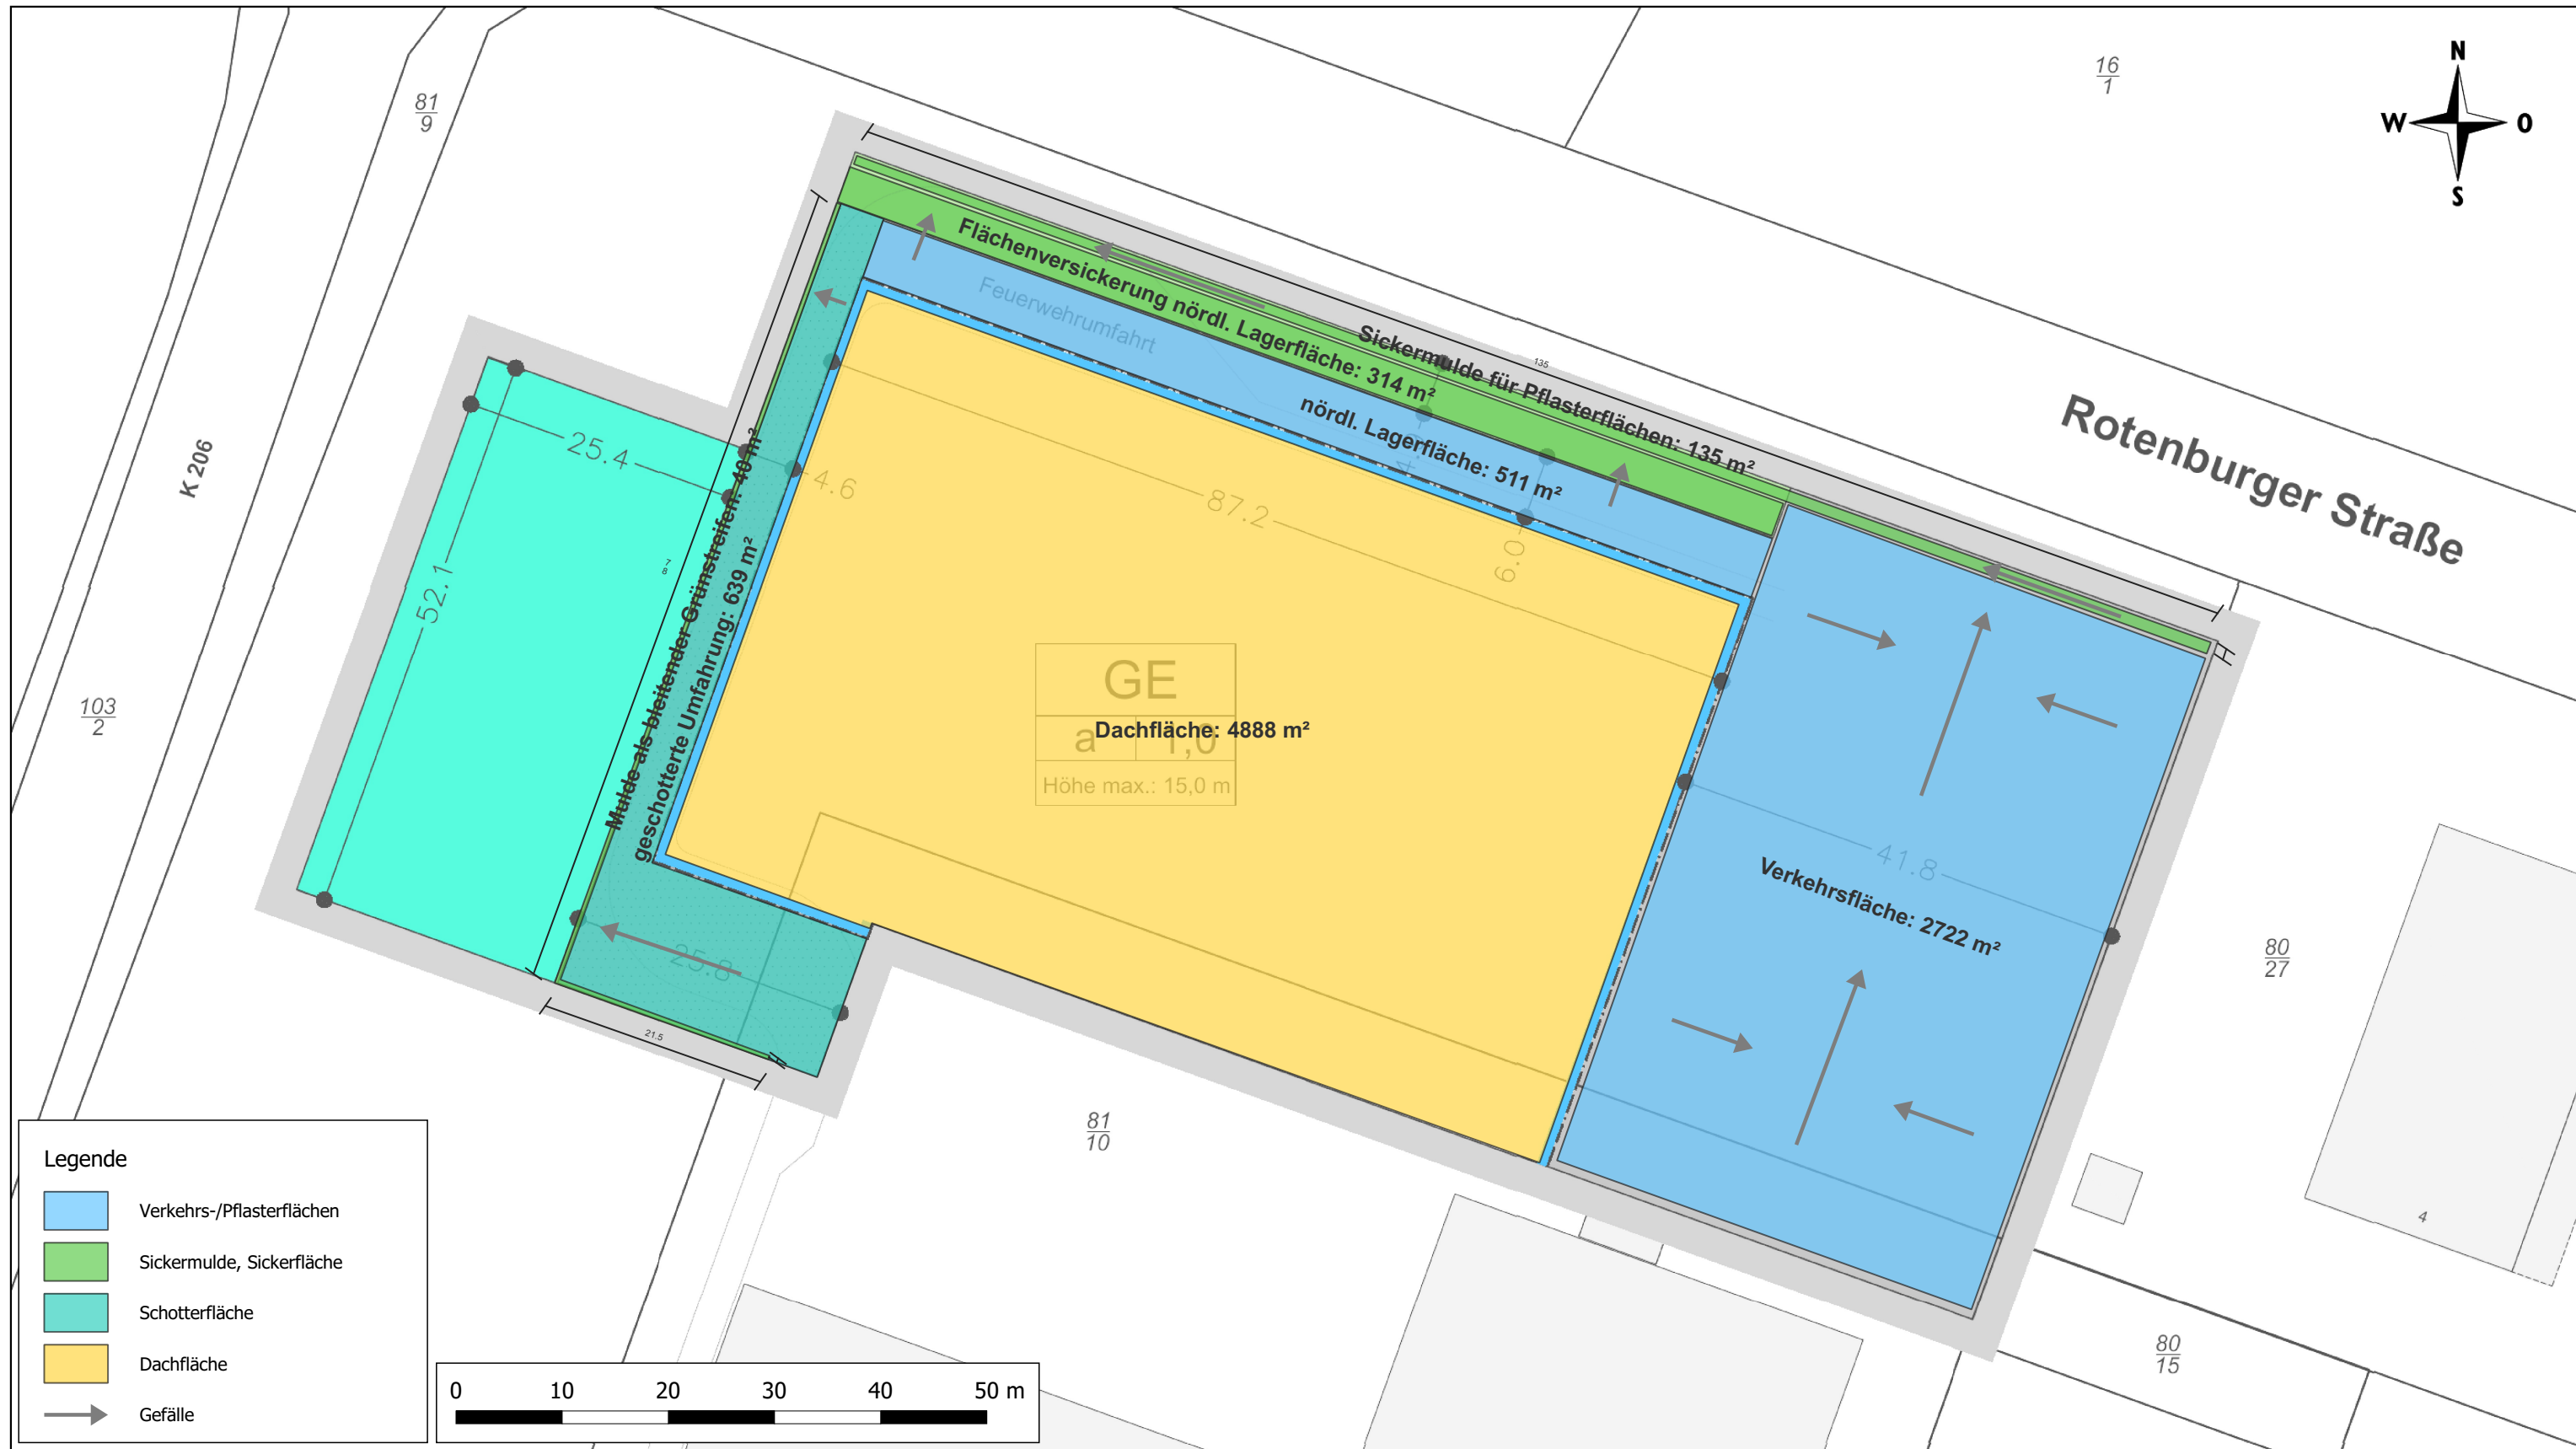 16
1
N
W
O
S
81
9
Flächenversickerung nördl. Lagerfläche: 314 m²
Feuerwehrumfahrt
Sickermulde für Pflasterflächen: 135 m²
135
nördl. Lagerfläche: 511 m²
Rotenburger Straße
K 206
25.4
4.6
87.2
6.0
52.1
7
8
Mulde als bleitender Grünstreifen: 40 m²
geschotterte Umfahrung: 639 m²
GE
a
1,0
Dachfläche: 4888 m²
Höhe max.: 15,0 m
103
2
41.8
Verkehrsfläche: 2722 m²
80
27
25.8
21.5
81
10
4
80
15
Legende
Verkehrs-/Pflasterflächen
Sickermulde, Sickerfläche
Schotterfläche
Dachfläche
Gefälle
0 10 20 30 40 50 m